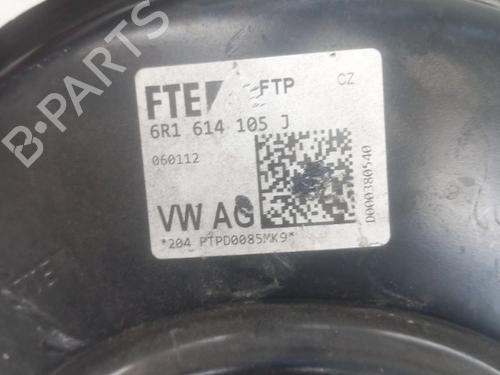 FTE FTP CZ
6R1 614 105 J
060112
VW AG
*204 PTPD0085MK9*
D000380540
B-PARTS